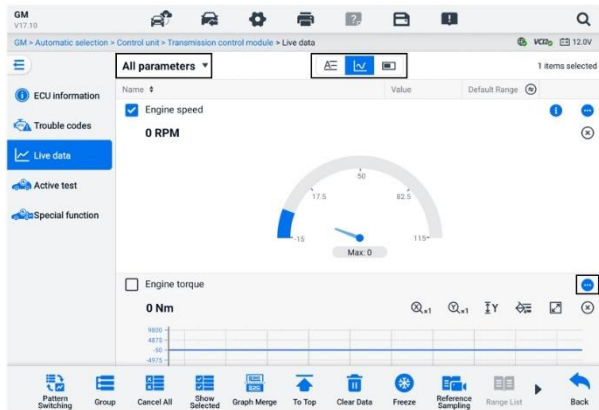 GM
V17.10
GM > Automatic selection > Control unit > Transmission control module > Live data
VCI
12.0V
All parameters
1 items selected
Name
Value
Default Range
ECU information
Trouble codes
Live data
Active test
Special function
Engine speed
0 RPM
-15
17.5
50
82.5
115
Max: 0
Engine torque
0 Nm
X
×1
Y
×1
Y
9800
4875
-50
-4975
Pattern Switching
Group
Cancel All
Show Selected
Graph Merge
To Top
Clear Data
Freeze
Reference Sampling
Range List
Back